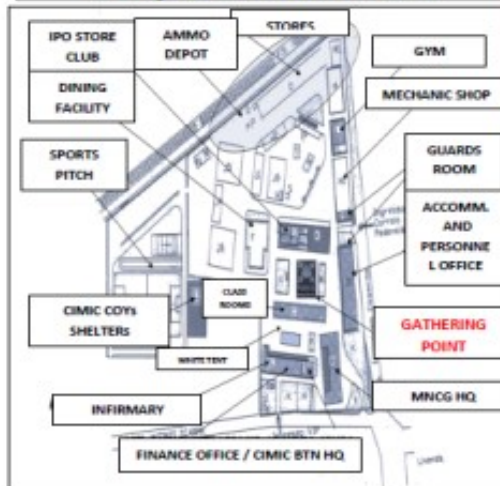 STORES
IPO STORE
CLUB
AMMO
DEPOT
GYM
DINING
FACILITY
MECHANIC SHOP
SPORTS
PITCH
GUARDS
ROOM
ACCOMM.
AND
PERSONNE
L OFFICE
CLASS
ROOMS
CIMIC COYs
SHELTERs
GATHERING
POINT
WHITE TENT
INFIRMARY
MNCG HQ
FINANCE OFFICE / CIMIC BTN HQ